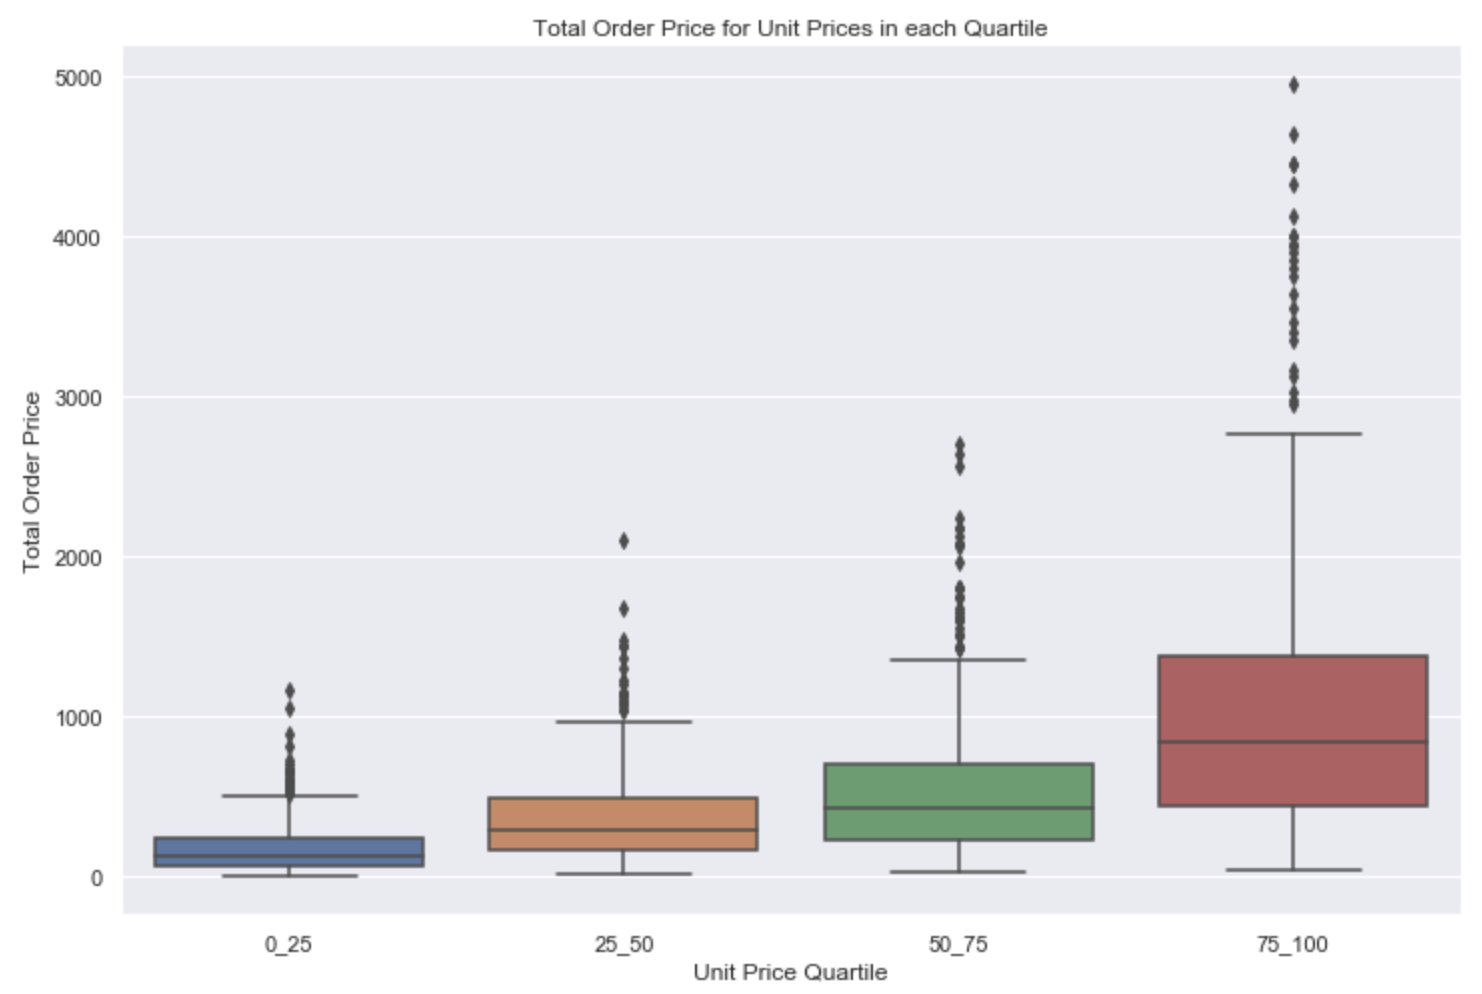 Total Order Price for Unit Prices in each Quartile
5000
4000
3000
2000
1000
0
Total Order Price
0_25 25_50 50_75 75_100
Unit Price Quartile